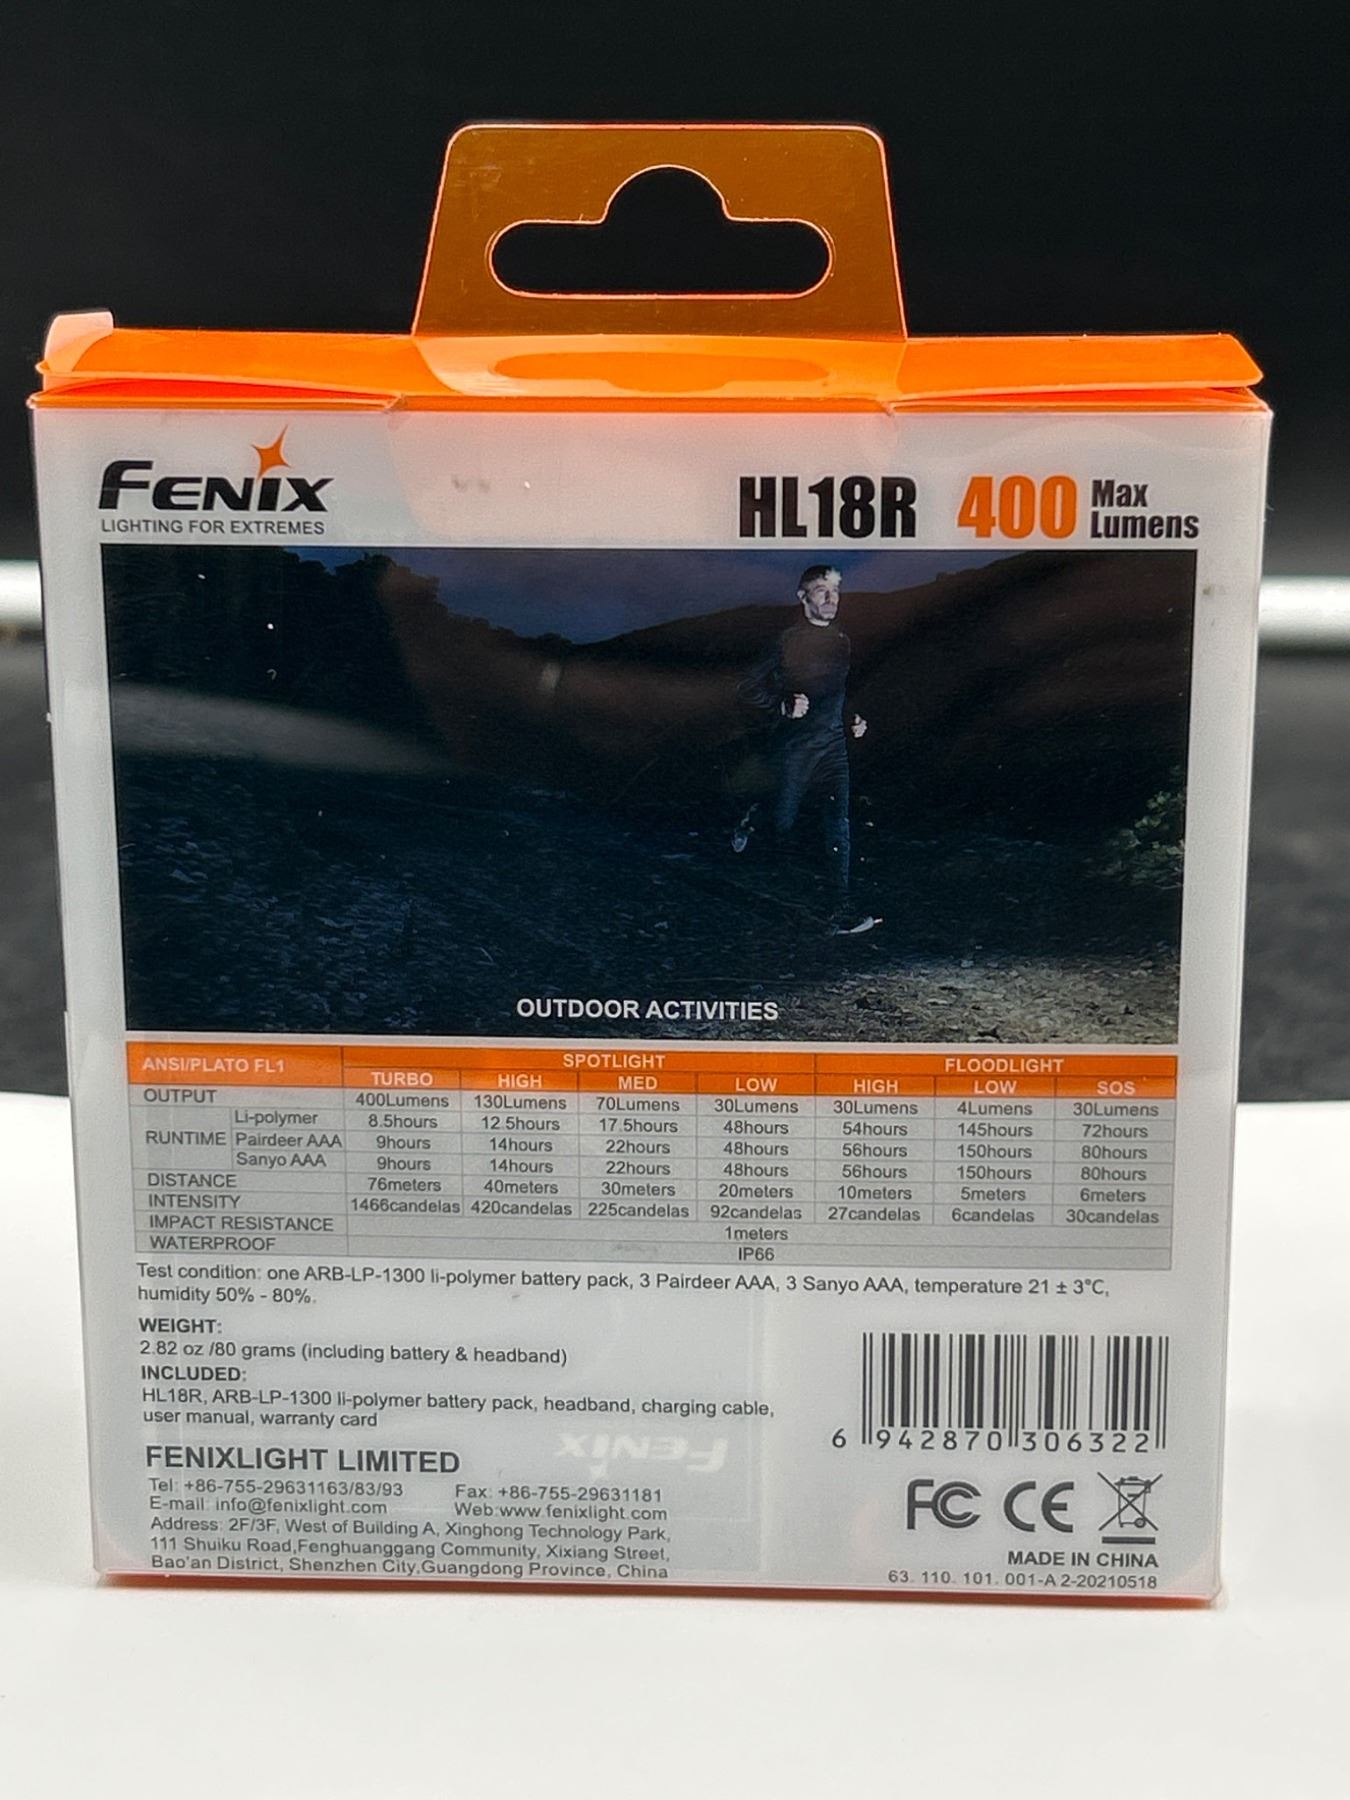 FENIX
LIGHTING FOR EXTREMES
HL18R 400 Max Lumens
OUTDOOR ACTIVITIES
ANSI/PLATO FL1 SPOTLIGHT FLOODLIGHT
TURBO HIGH MED LOW HIGH LOW SOS
OUTPUT 400Lumens 130Lumens 70Lumens 30Lumens 30Lumens 4Lumens 30Lumens
RUNTIME Li-polymer 8.5hours 12.5hours 17.5hours 48hours 54hours 145hours 72hours
Pairdeer AAA 9hours 14hours 22hours 48hours 56hours 150hours 80hours
Sanyo AAA 9hours 14hours 22hours 48hours 56hours 150hours 80hours
DISTANCE 76meters 40meters 30meters 20meters 10meters 5meters 6meters
INTENSITY 1466candelas 420candelas 225candelas 92candelas 27candelas 6candelas 30candelas
IMPACT RESISTANCE 1meters
WATERPROOF IP66
Test condition: one ARB-LP-1300 li-polymer battery pack, 3 Pairdeer AAA, 3 Sanyo AAA, temperature 21 ± 3°C,
humidity 50% - 80%.
WEIGHT:
2.82 oz /80 grams (including battery & headband)
INCLUDED:
HL18R, ARB-LP-1300 li-polymer battery pack, headband, charging cable,
user manual, warranty card
FENIX
FENIXLIGHT LIMITED
Tel: +86-755-29631163/83/93 Fax: +86-755-29631181
E-mail: info@fenixlight.com Web:www.fenixlight.com
Address: 2F/3F, West of Building A, Xinghong Technology Park,
111 Shuiku Road,Fenghuanggang Community, Xixiang Street,
Bao'an District, Shenzhen City,Guangdong Province, China
6 942870 306322
FC CE
MADE IN CHINA
63. 110. 101. 001-A 2-20210518